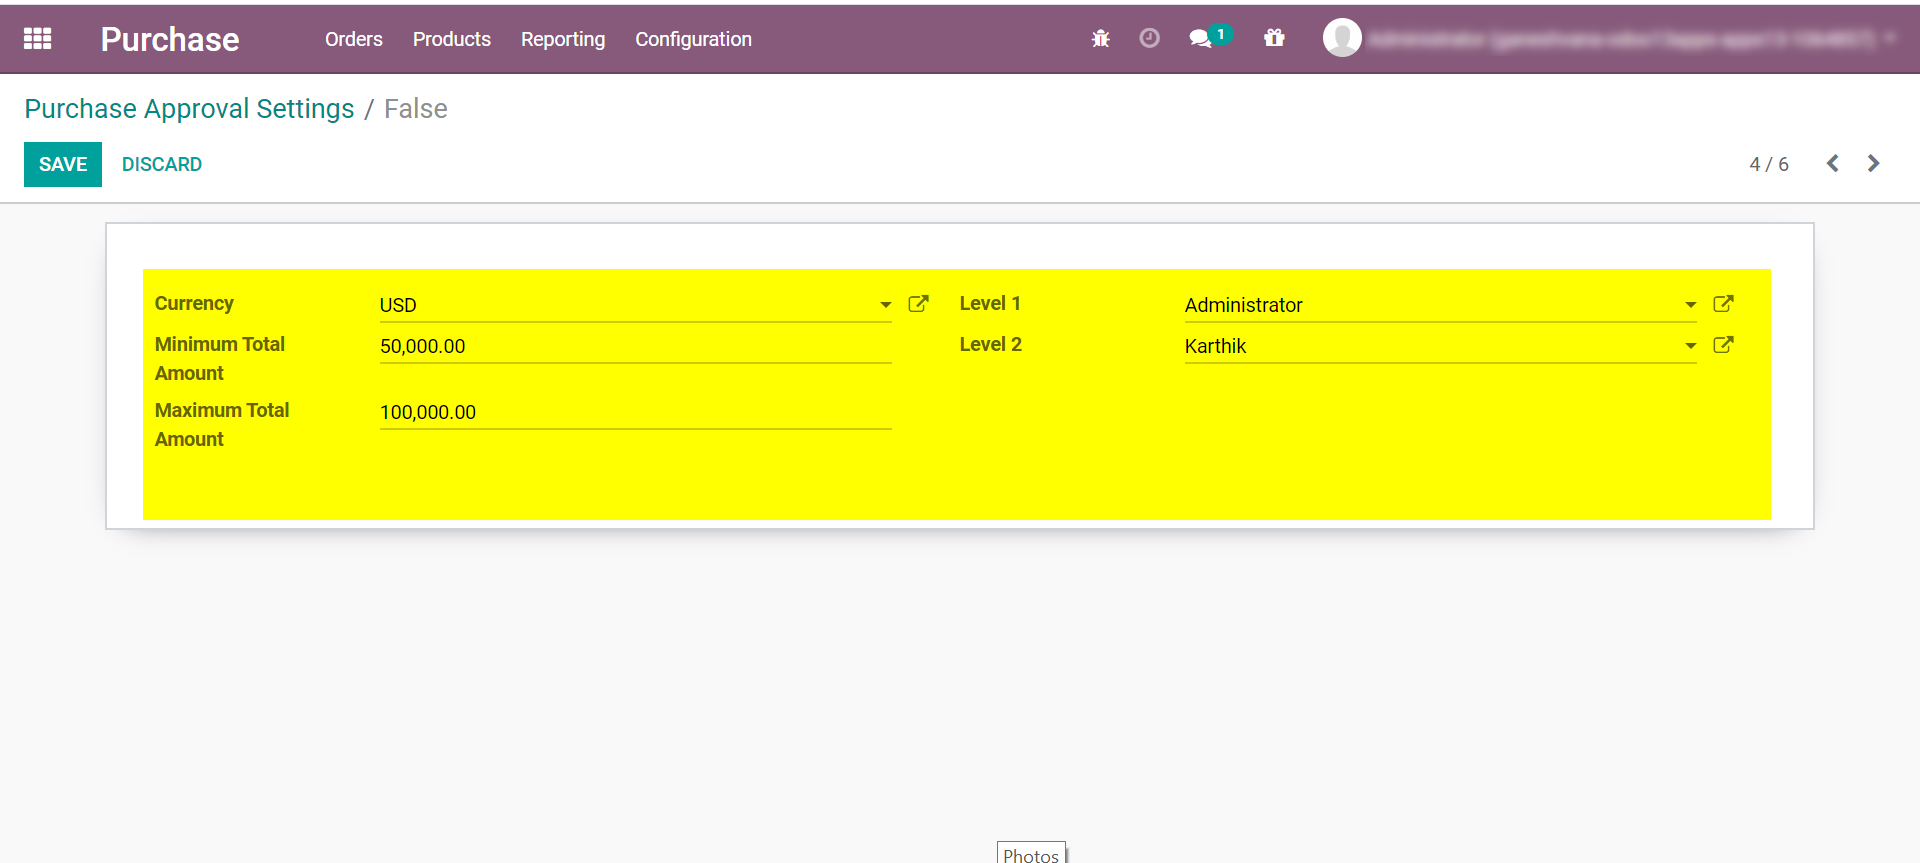 Purchase Orders Products Reporting Configuration 1
Purchase Approval Settings / False
SAVE DISCARD 4 / 6
Currency USD Level 1 Administrator
Minimum Total Amount 50,000.00 Level 2 Karthik
Maximum Total Amount 100,000.00
Photos